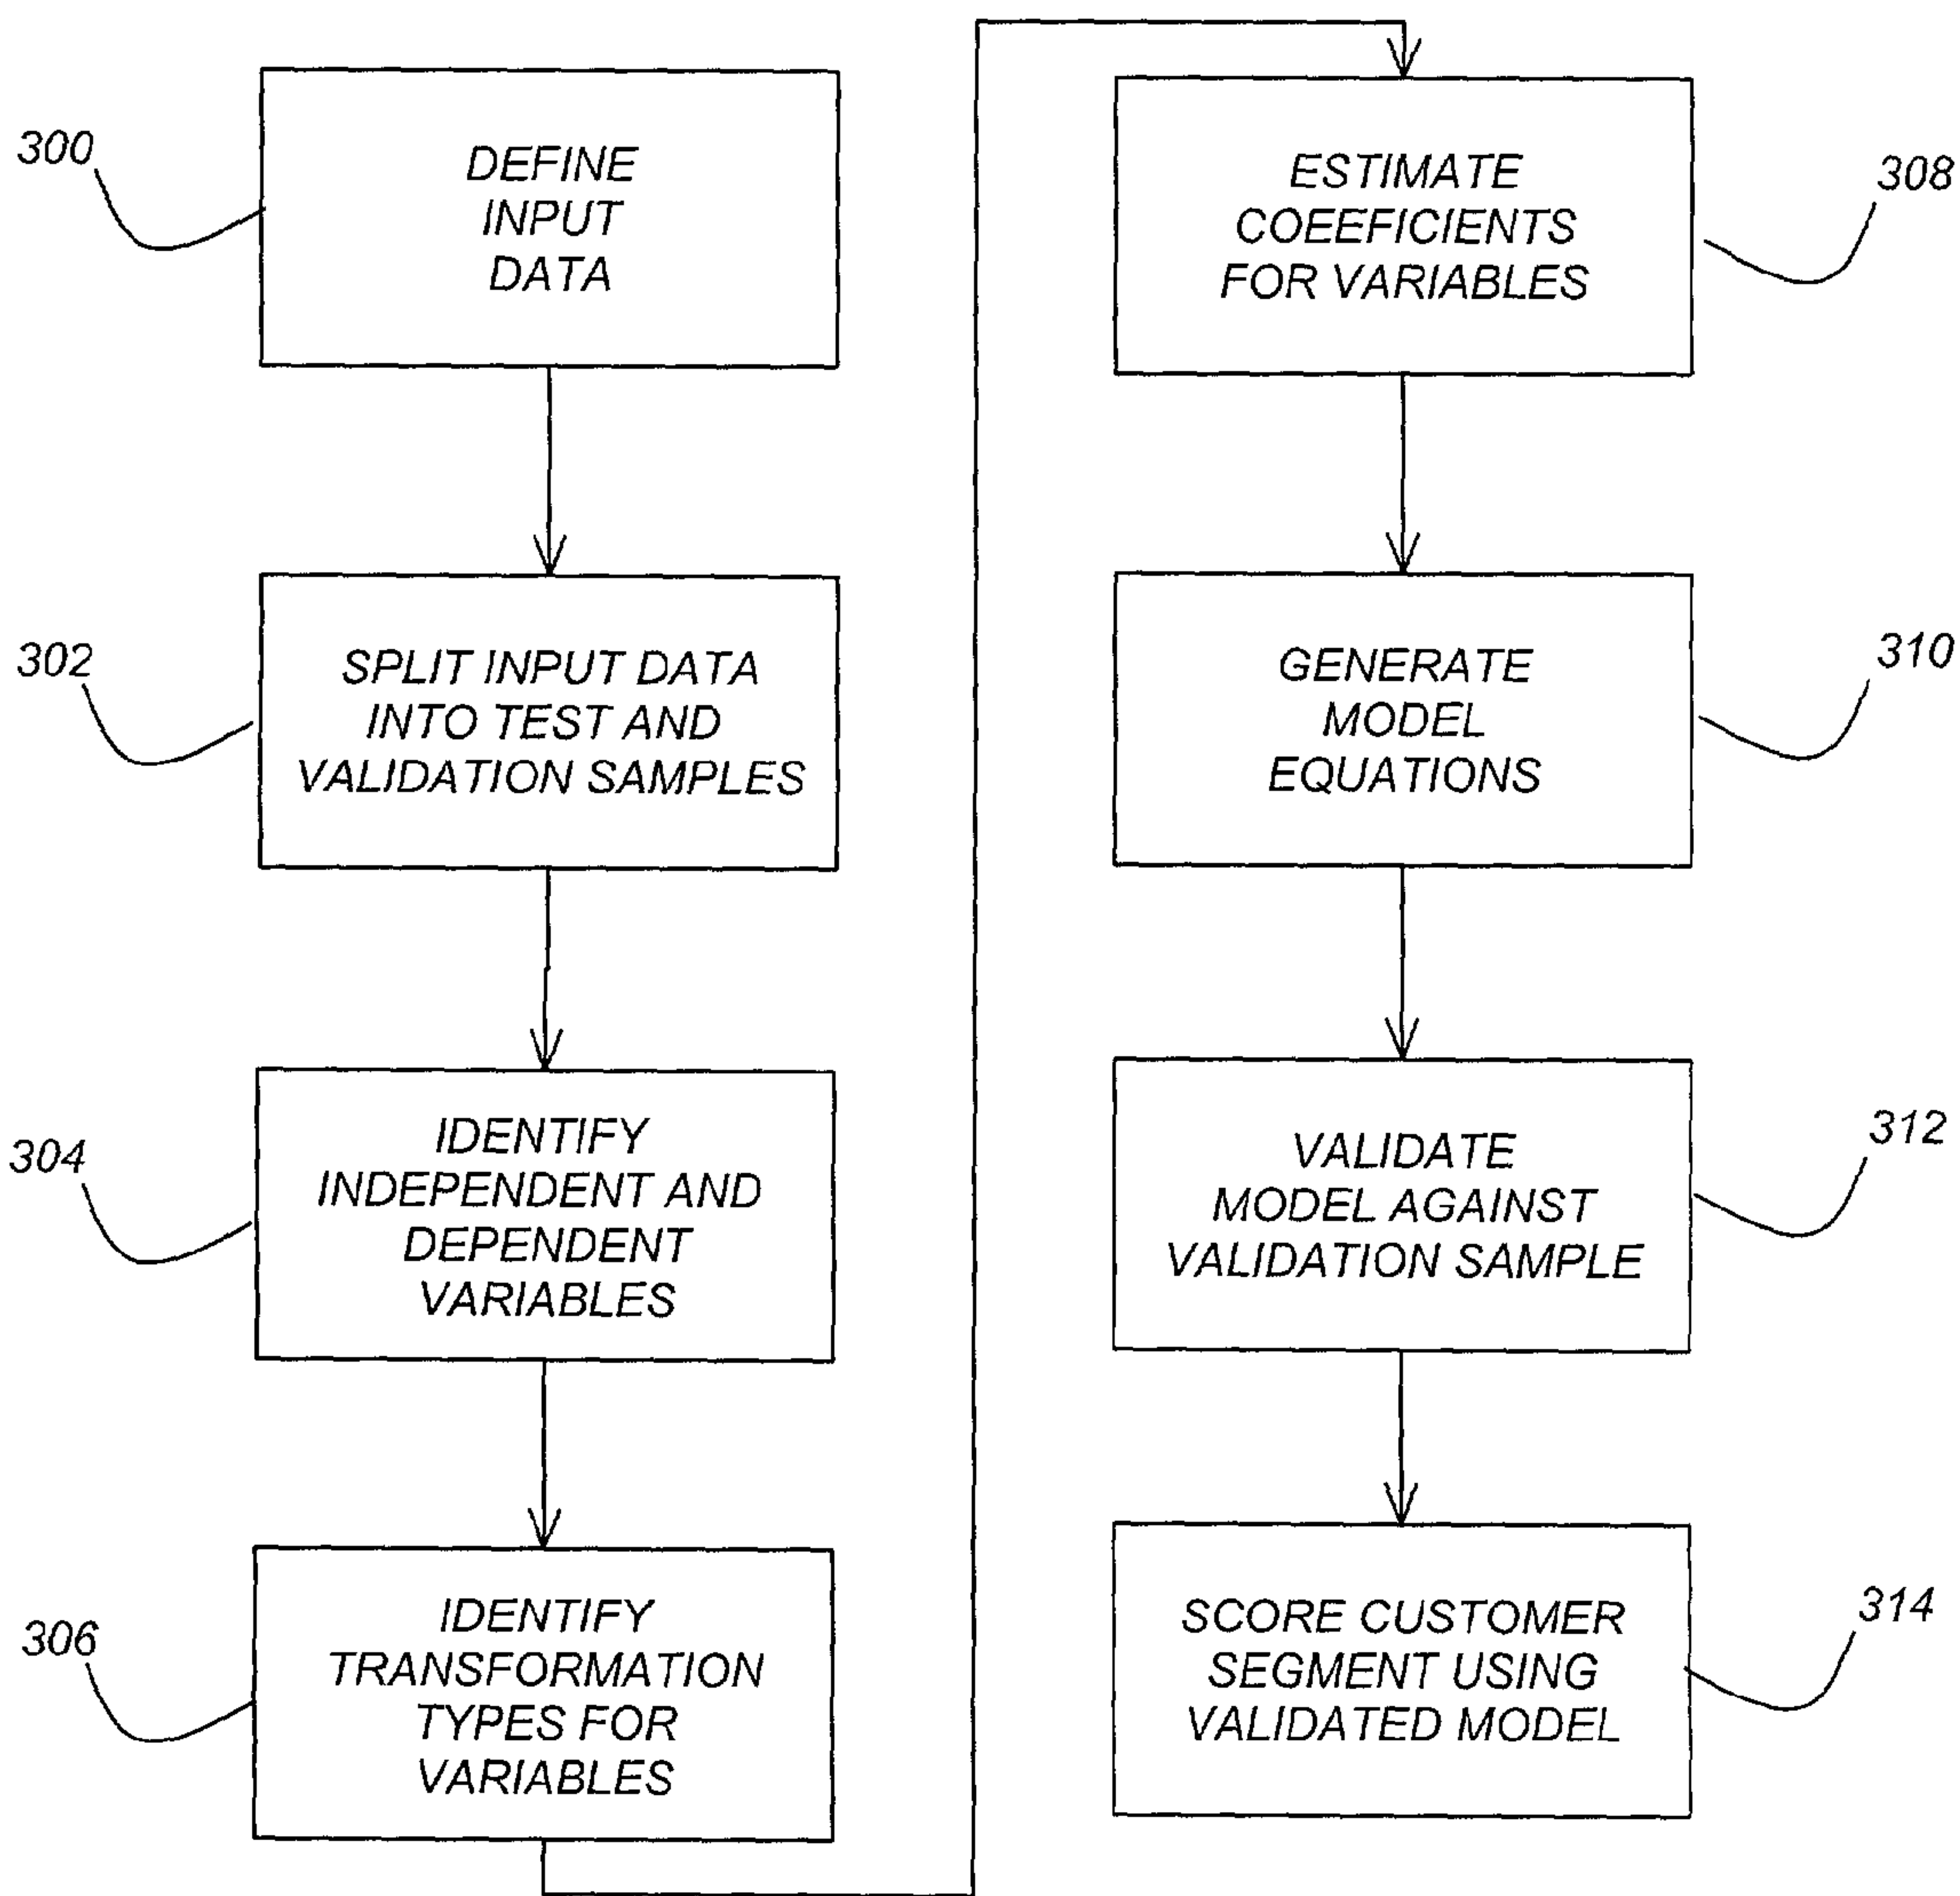 300
DEFINE
INPUT
DATA
302
SPLIT INPUT DATA
INTO TEST AND
VALIDATION SAMPLES
304
IDENTIFY
INDEPENDENT AND
DEPENDENT
VARIABLES
306
IDENTIFY
TRANSFORMATION
TYPES FOR
VARIABLES
308
ESTIMATE
COEEFICIENTS
FOR VARIABLES
310
GENERATE
MODEL
EQUATIONS
312
VALIDATE
MODEL AGAINST
VALIDATION SAMPLE
314
SCORE CUSTOMER
SEGMENT USING
VALIDATED MODEL